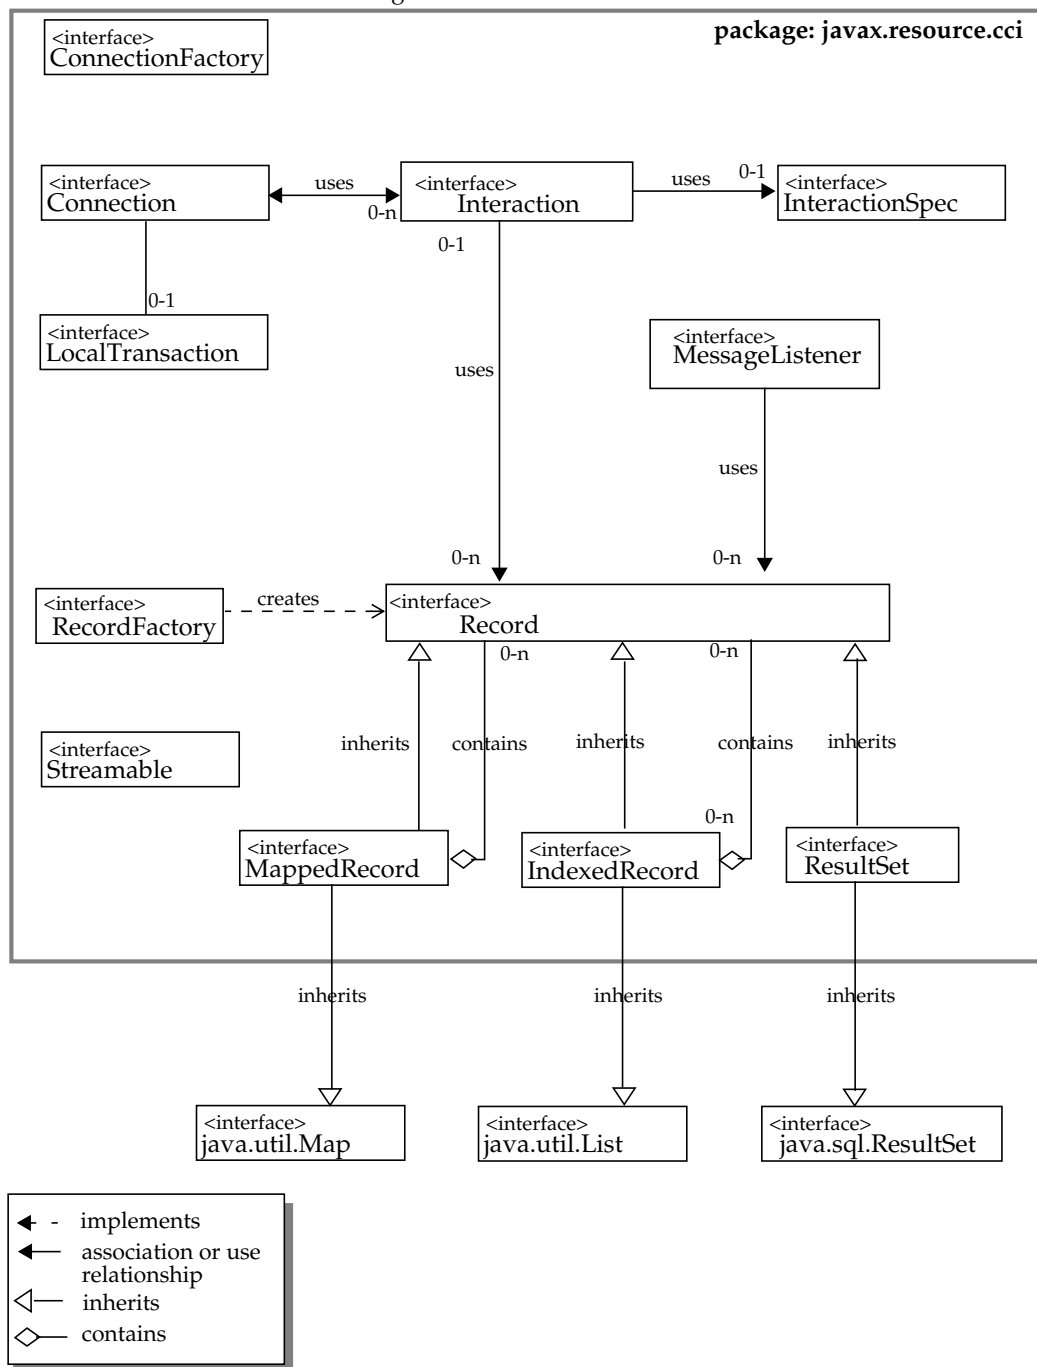 package: javax.resource.cci
<interface>
ConnectionFactory
<interface>
Connection
uses
0-n
<interface>
Interaction
uses
0-1
<interface>
InteractionSpec
0-1
0-1
<interface>
LocalTransaction
<interface>
MessageListener
uses
uses
0-n
0-n
<interface>
RecordFactory
creates
<interface>
Record
0-n
0-n
<interface>
Streamable
inherits
contains
inherits
contains
inherits
0-n
<interface>
MappedRecord
<interface>
IndexedRecord
<interface>
ResultSet
inherits
inherits
inherits
<interface>
java.util.Map
<interface>
java.util.List
<interface>
java.sql.ResultSet
implements
association or use
relationship
inherits
contains